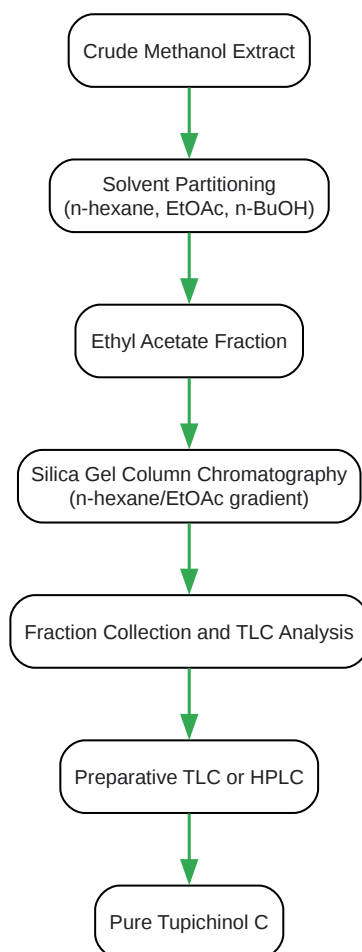 Crude Methanol Extract
Solvent Partitioning
(n-hexane, EtOAc, n-BuOH)
Ethyl Acetate Fraction
Silica Gel Column Chromatography
(n-hexane/EtOAc gradient)
Fraction Collection and TLC Analysis
Preparative TLC or HPLC
Pure Tupichinol C